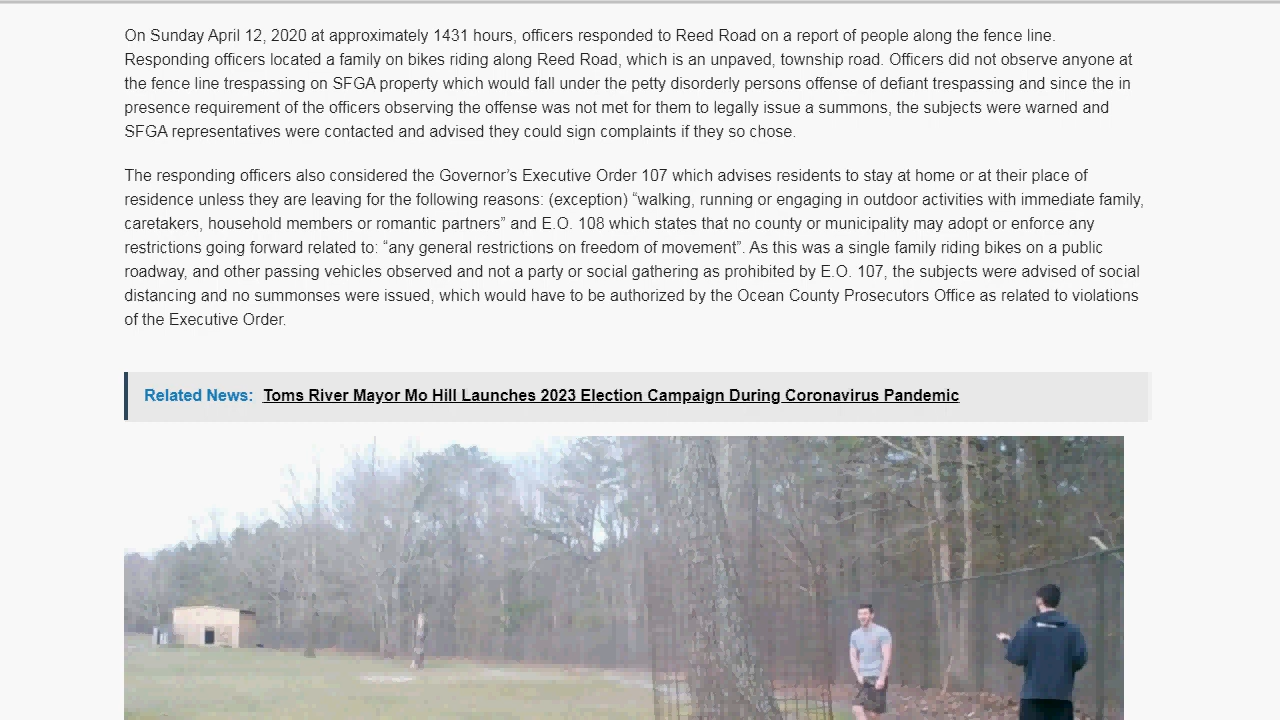 On Sunday April 12, 2020 at approximately 1431 hours, officers responded to Reed Road on a report of people along the fence line.
Responding officers located a family on bikes riding along Reed Road, which is an unpaved, township road. Officers did not observe anyone at
the fence line trespassing on SFGA property which would fall under the petty disorderly persons offense of defiant trespassing and since the in
presence requirement of the officers observing the offense was not met for them to legally issue a summons, the subjects were warned and
SFGA representatives were contacted and advised they could sign complaints if they so chose.
The responding officers also considered the Governor’s Executive Order 107 which advises residents to stay at home or at their place of
residence unless they are leaving for the following reasons: (exception) “walking, running or engaging in outdoor activities with immediate family,
caretakers, household members or romantic partners” and E.O. 108 which states that no county or municipality may adopt or enforce any
restrictions going forward related to: “any general restrictions on freedom of movement”. As this was a single family riding bikes on a public
roadway, and other passing vehicles observed and not a party or social gathering as prohibited by E.O. 107, the subjects were advised of social
distancing and no summonses were issued, which would have to be authorized by the Ocean County Prosecutors Office as related to violations
of the Executive Order.
Related News: Toms River Mayor Mo Hill Launches 2023 Election Campaign During Coronavirus Pandemic